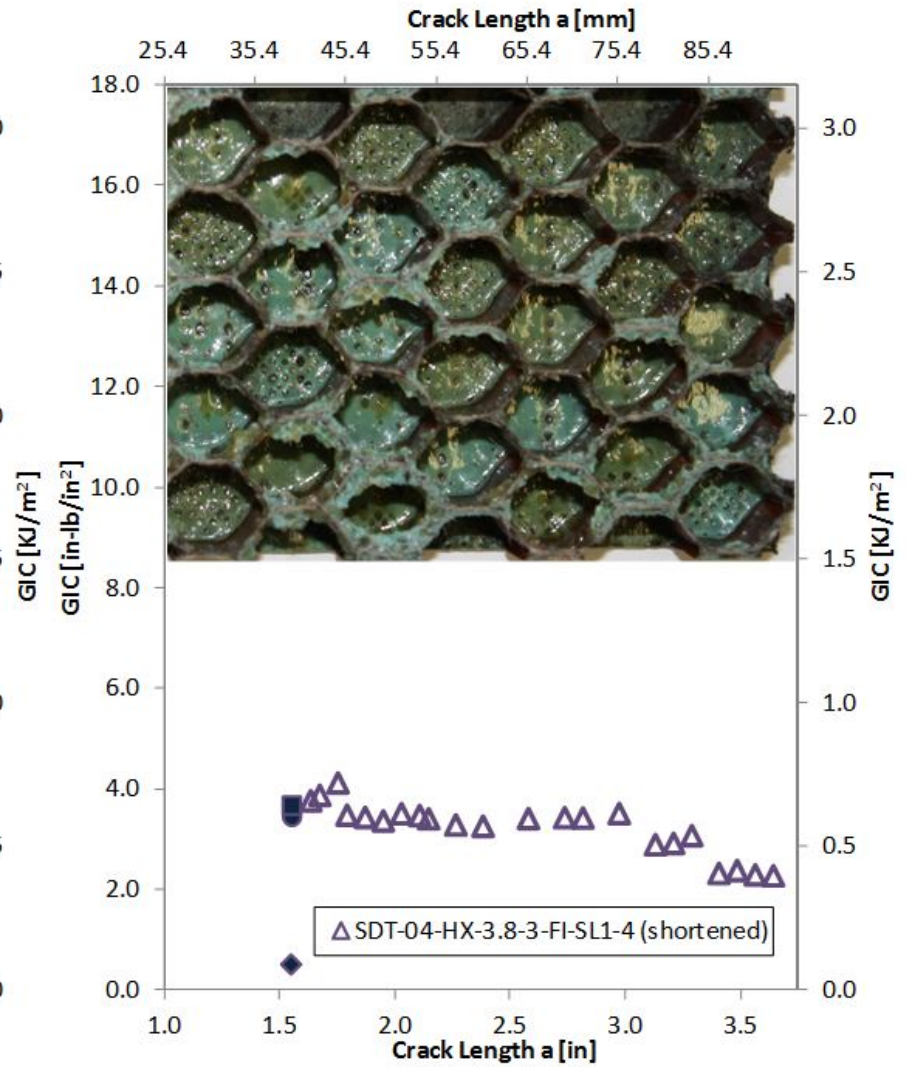 Crack Length a [mm]
25.4 35.4 45.4 55.4 65.4 75.4 85.4
18.0
16.0
14.0
12.0
10.0
8.0
6.0
4.0
2.0
0.0
GIC [KJ/m²]
GIC [in-lb/in²]
3.0
2.5
2.0
1.5
1.0
0.5
0.0
GIC [KJ/m²]
SDT-04-HX-3.8-3-FI-SL1-4 (shortened)
1.0 1.5 2.0 2.5 3.0 3.5
Crack Length a [in]